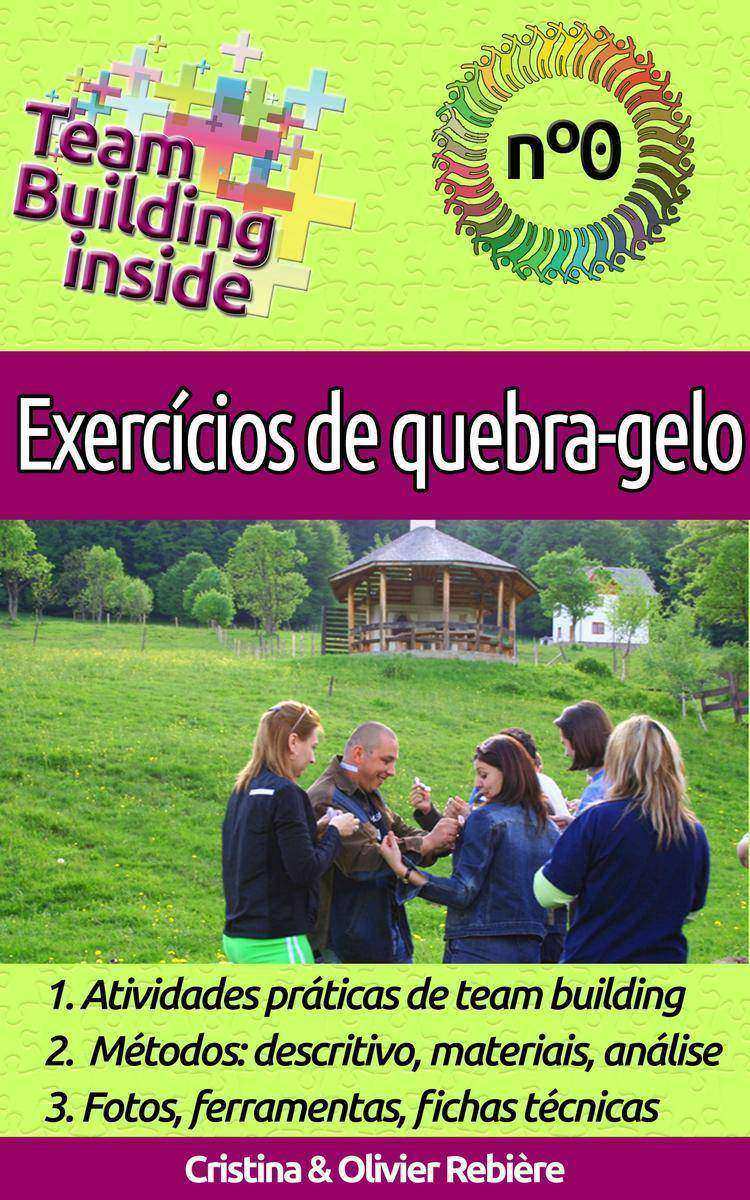 Team
Building
inside
nº0
Exercícios de quebra-gelo
1. Atividades práticas de team building
2. Métodos: descritivo, materiais, análise
3. Fotos, ferramentas, fichas técnicas
Cristina & Olivier Rebière